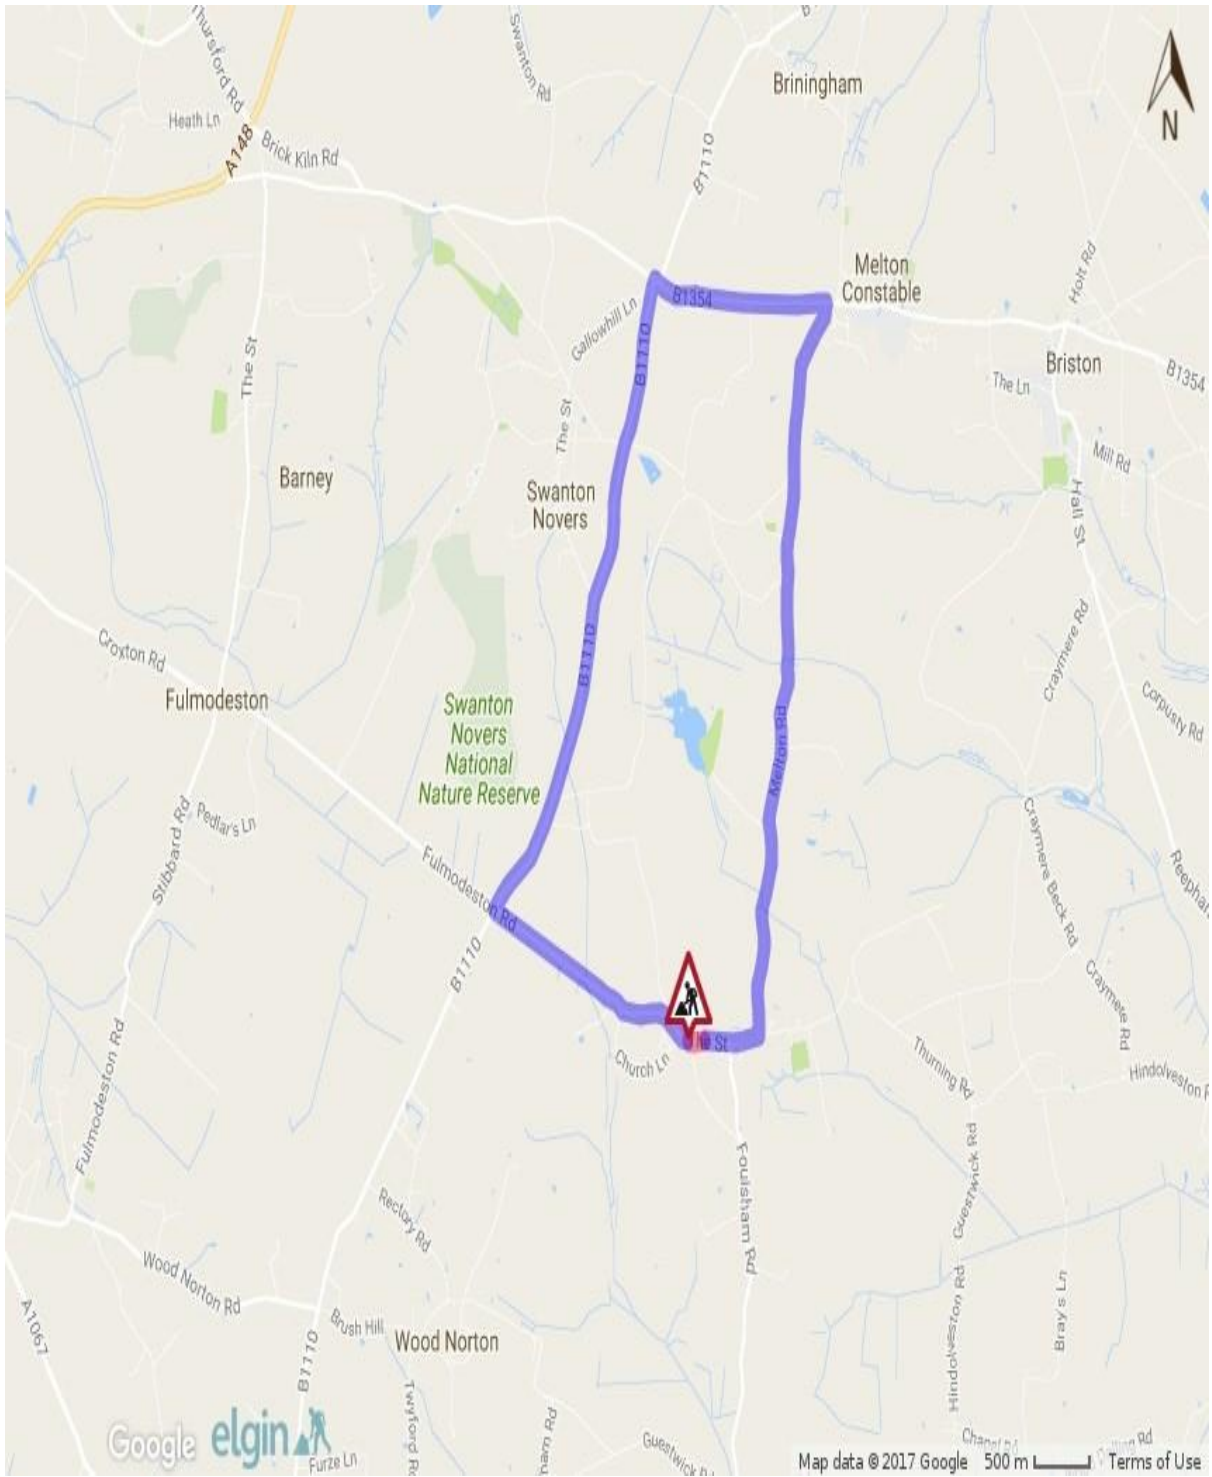 Thursford Rd
Swanton Rd
Briningham
Heath Ln
A148
Brick Kiln Rd
B1110
N
Melton
Constable
Holt Rd
B1354
Gallowhill Ln
B1110
The St
Briston
B1354
The Ln
The St
Mill Rd
Barney
Swanton
Novers
Hall St
Croxton Rd
B1110
Craymere Rd
Fulmodeston
Swanton
Novers
National
Nature Reserve
Corpusty Rd
Melton Rd
Pedlar's Ln
Stibbard Rd
Fulmodeston Rd
Craymere Beck Rd
B1110
Craymere Rd
The St
Church Ln
Thurning Rd
Fulmodeston Rd
Foulsham Rd
Guestwick Rd
Rectory Rd
Wood Norton Rd
Hindolveston Rd
Bray's Ln
A1067
Brush Hill
Wood Norton
B1110
Twyford
Google elgin
Furze Ln
Guestwick
Map data © 2017 Google 500 m Terms of Use